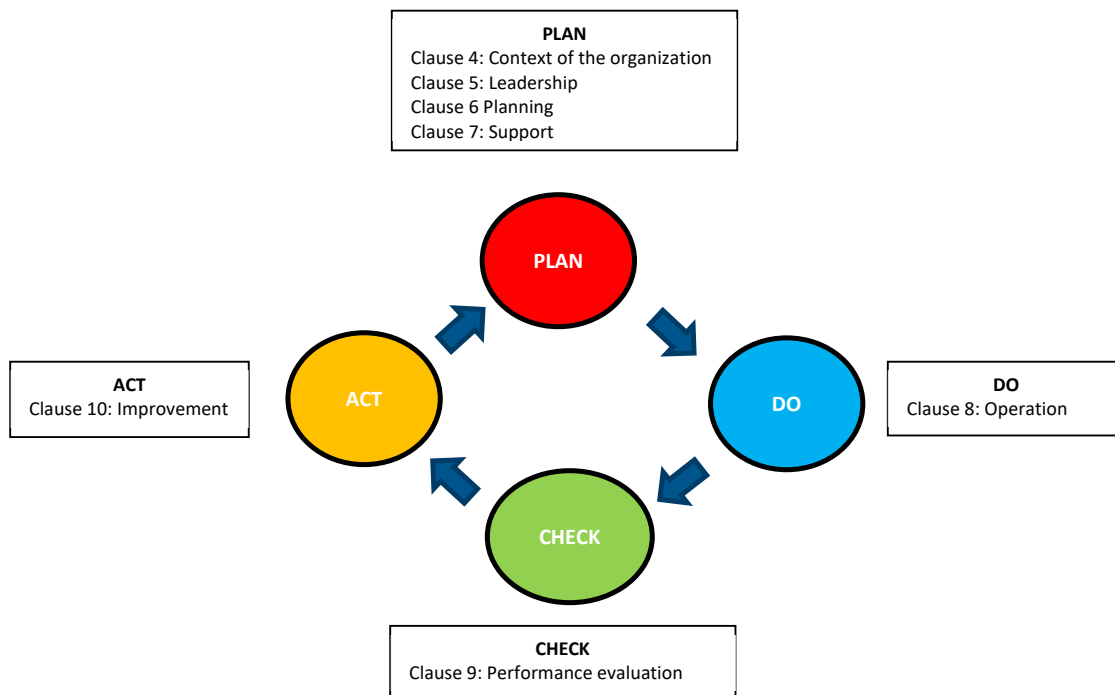 PLAN
Clause 4: Context of the organization
Clause 5: Leadership
Clause 6 Planning
Clause 7: Support
PLAN
ACT
Clause 10: Improvement
ACT
DO
DO
Clause 8: Operation
CHECK
CHECK
Clause 9: Performance evaluation